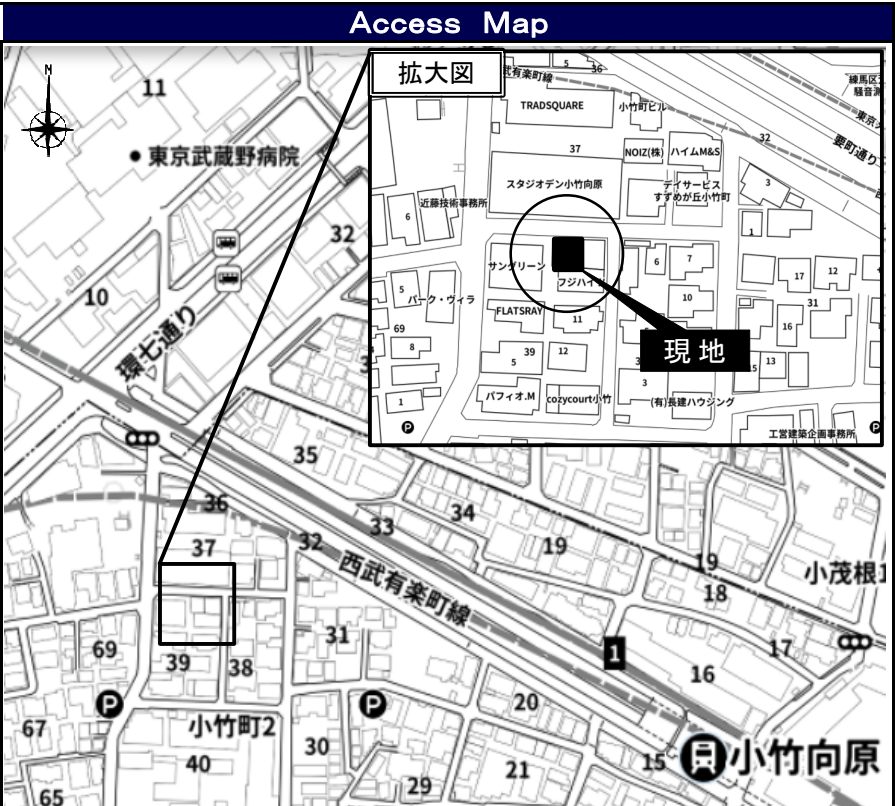 Access Map
N
11
東京武蔵野病院
32
10
環七通り
拡大図
武有楽町線
5
36
TRADSQUARE
小竹町ビル
37
NOIZ(株)
ハイムM&S
32
要町通り
スタジオデン小竹向原
デイサービス
すずめが丘小竹町
3
6
近藤技術事務所
1
サングリーン
フジハイツ
6
7
17
12
5
パーク・ヴィラ
10
31
FLATSRAY
11
16
69
8
現地
39
5
12
13
15
3
1
パフィオ.M
cozycourt小竹
(有)長建ハウジング
P
工営建築企画事務所
P
35
34
36
33
37
32
19
19
西武有楽町線
18
小茂根1
69
39
38
31
1
17
16
P
P
20
67
小竹町2
30
40
15
小竹向原
21
29
65